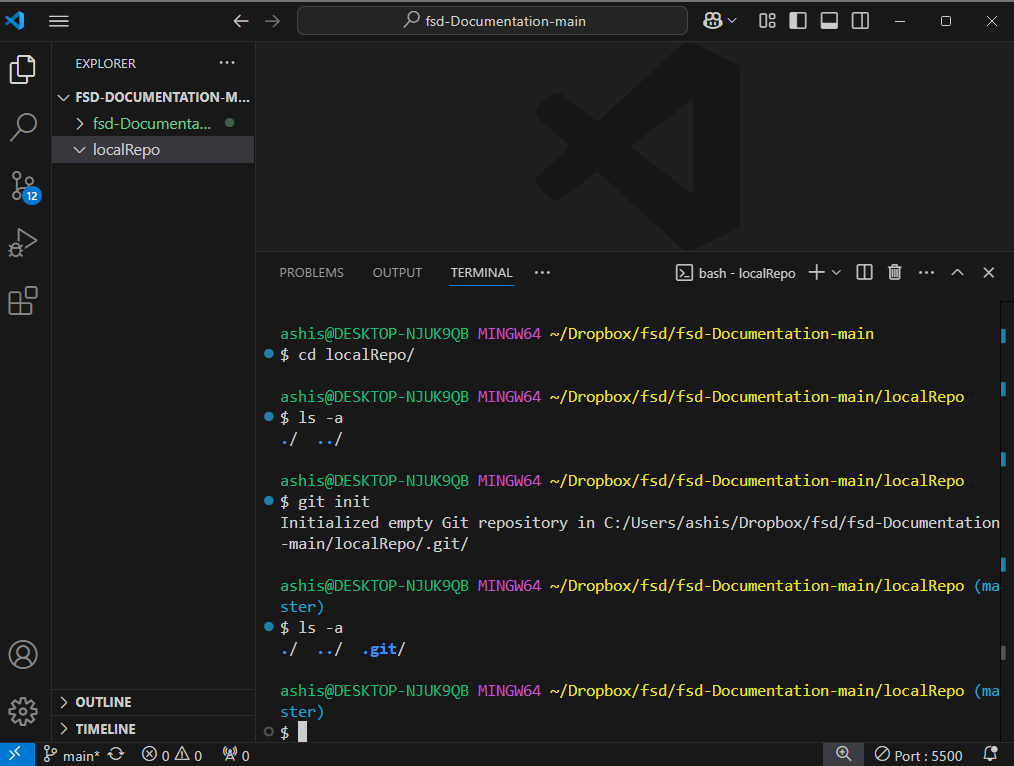 fsd-Documentation-main
EXPLORER
FSD-DOCUMENTATION-M...
fsd-Documenta...
localRepo
12
PROBLEMS OUTPUT TERMINAL ... bash - localRepo
ashis@DESKTOP-NJUK9QB MINGW64 ~/Dropbox/fsd/fsd-Documentation-main
$ cd localRepo/
ashis@DESKTOP-NJUK9QB MINGW64 ~/Dropbox/fsd/fsd-Documentation-main/localRepo
$ ls -a
./  ../
ashis@DESKTOP-NJUK9QB MINGW64 ~/Dropbox/fsd/fsd-Documentation-main/localRepo
$ git init
Initialized empty Git repository in C:/Users/ashis/Dropbox/fsd/fsd-Documentation
-main/localRepo/.git/
ashis@DESKTOP-NJUK9QB MINGW64 ~/Dropbox/fsd/fsd-Documentation-main/localRepo (ma
ster)
$ ls -a
./  ../  .git/
ashis@DESKTOP-NJUK9QB MINGW64 ~/Dropbox/fsd/fsd-Documentation-main/localRepo (ma
ster)
$
OUTLINE
TIMELINE
main* 0 0 0 Port : 5500